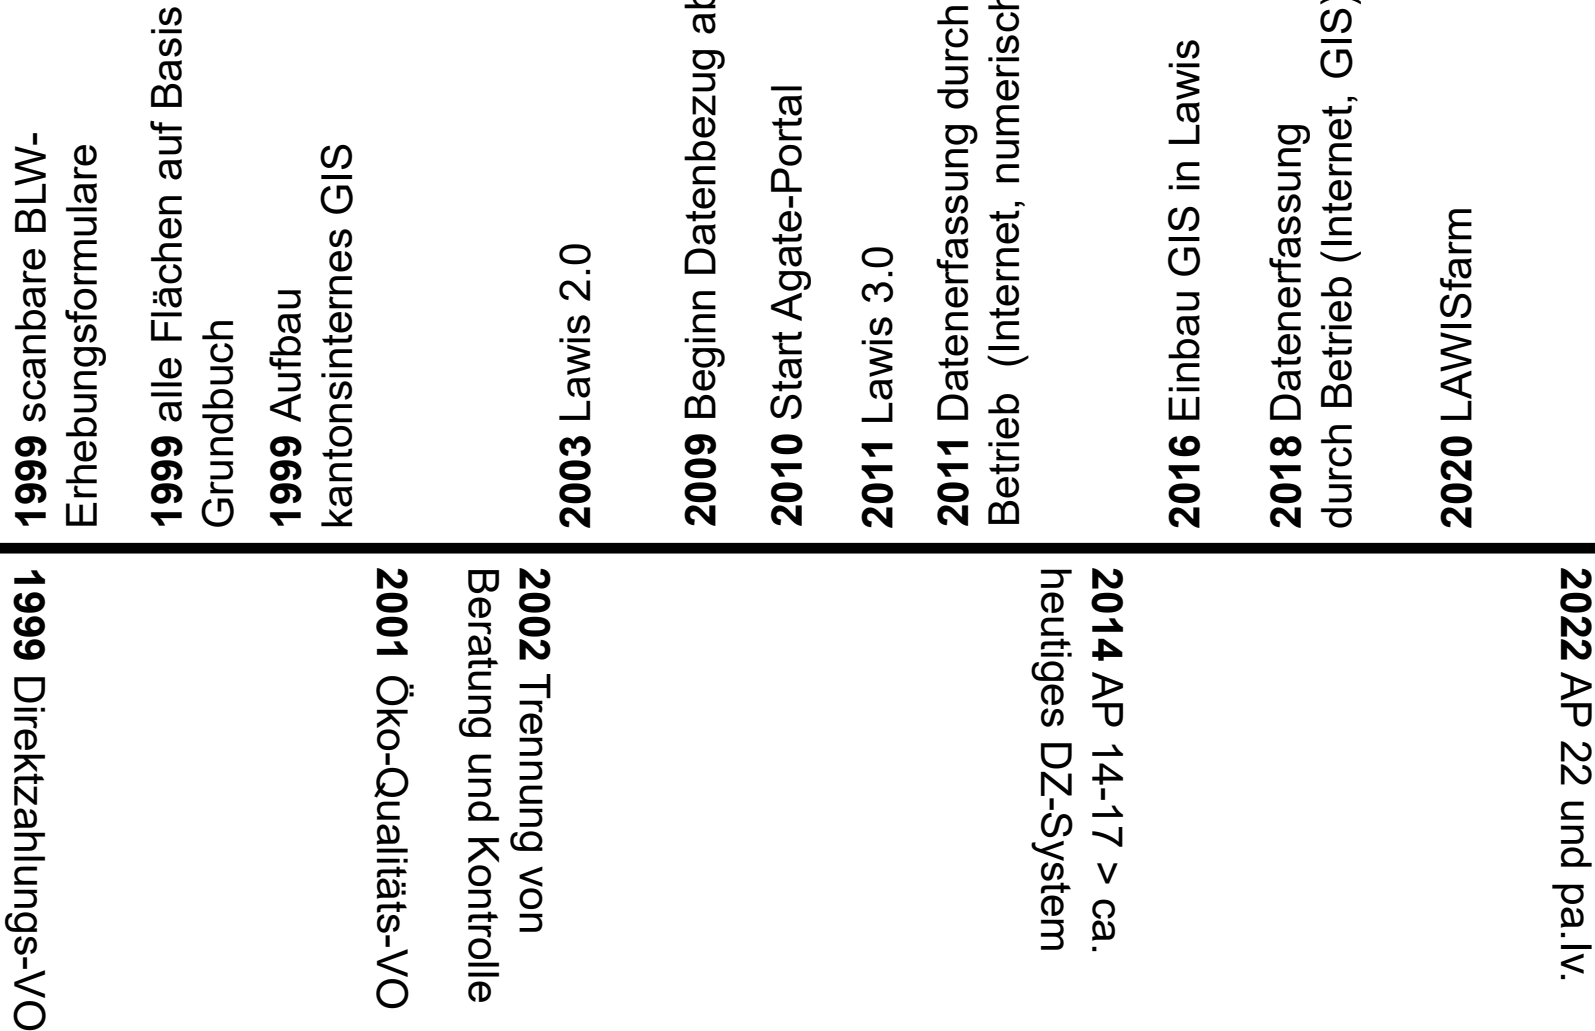 1999 scanbare BLW-
Erhebungsformulare
1999 alle Flächen auf Basis
Grundbuch
1999 Aufbau
kantonsinternes GIS
2003 Lawis 2.0
2009 Beginn Datenbezug ab
2010 Start Agate-Portal
2011 Lawis 3.0
2011 Datenerfassung durch
Betrieb (Internet, numerisch
2016 Einbau GIS in Lawis
2018 Datenerfassung
durch Betrieb (Internet, GIS)
2020 LAWISfarm
1999 Direktzahlungs-VO
2001 Öko-Qualitäts-VO
2002 Trennung von
Beratung und Kontrolle
2014 AP 14-17 > ca.
heutiges DZ-System
2022 AP 22 und pa.Iv.